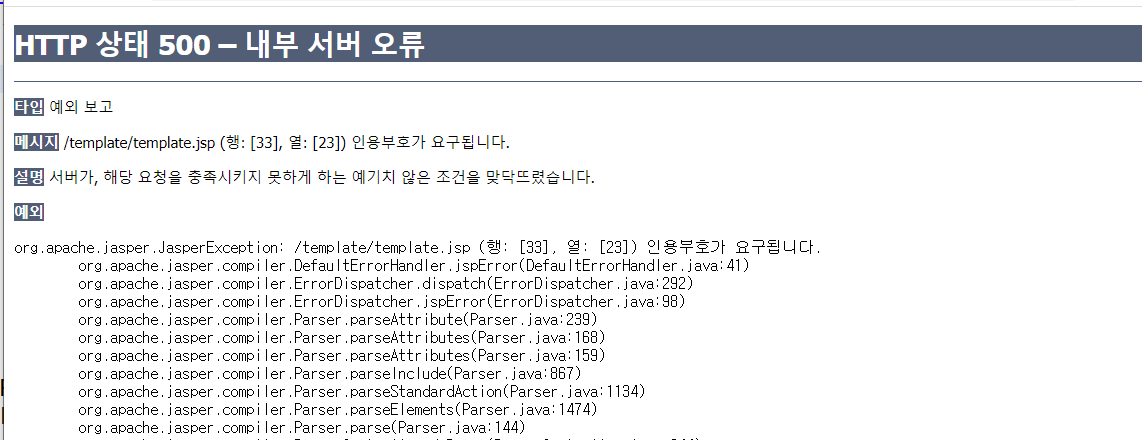 HTTP 상태 500 – 내부 서버 오류
타입 예외 보고
메시지 /template/template.jsp (행: [33], 열: [23]) 인용부호가 요구됩니다.
설명 서버가, 해당 요청을 충족시키지 못하게 하는 예기치 않은 조건을 맞닥뜨렸습니다.
예외
org.apache.jasper.JasperException: /template/template.jsp (행: [33], 열: [23]) 인용부호가 요구됩니다.
org.apache.jasper.compiler.DefaultErrorHandler.jspError(DefaultErrorHandler.java:41)
org.apache.jasper.compiler.ErrorDispatcher.dispatch(ErrorDispatcher.java:292)
org.apache.jasper.compiler.ErrorDispatcher.jspError(ErrorDispatcher.java:98)
org.apache.jasper.compiler.Parser.parseAttribute(Parser.java:239)
org.apache.jasper.compiler.Parser.parseAttributes(Parser.java:168)
org.apache.jasper.compiler.Parser.parseAttributes(Parser.java:159)
org.apache.jasper.compiler.Parser.parseInclude(Parser.java:867)
org.apache.jasper.compiler.Parser.parseStandardAction(Parser.java:1134)
org.apache.jasper.compiler.Parser.parseElements(Parser.java:1474)
org.apache.jasper.compiler.Parser.parse(Parser.java:144)